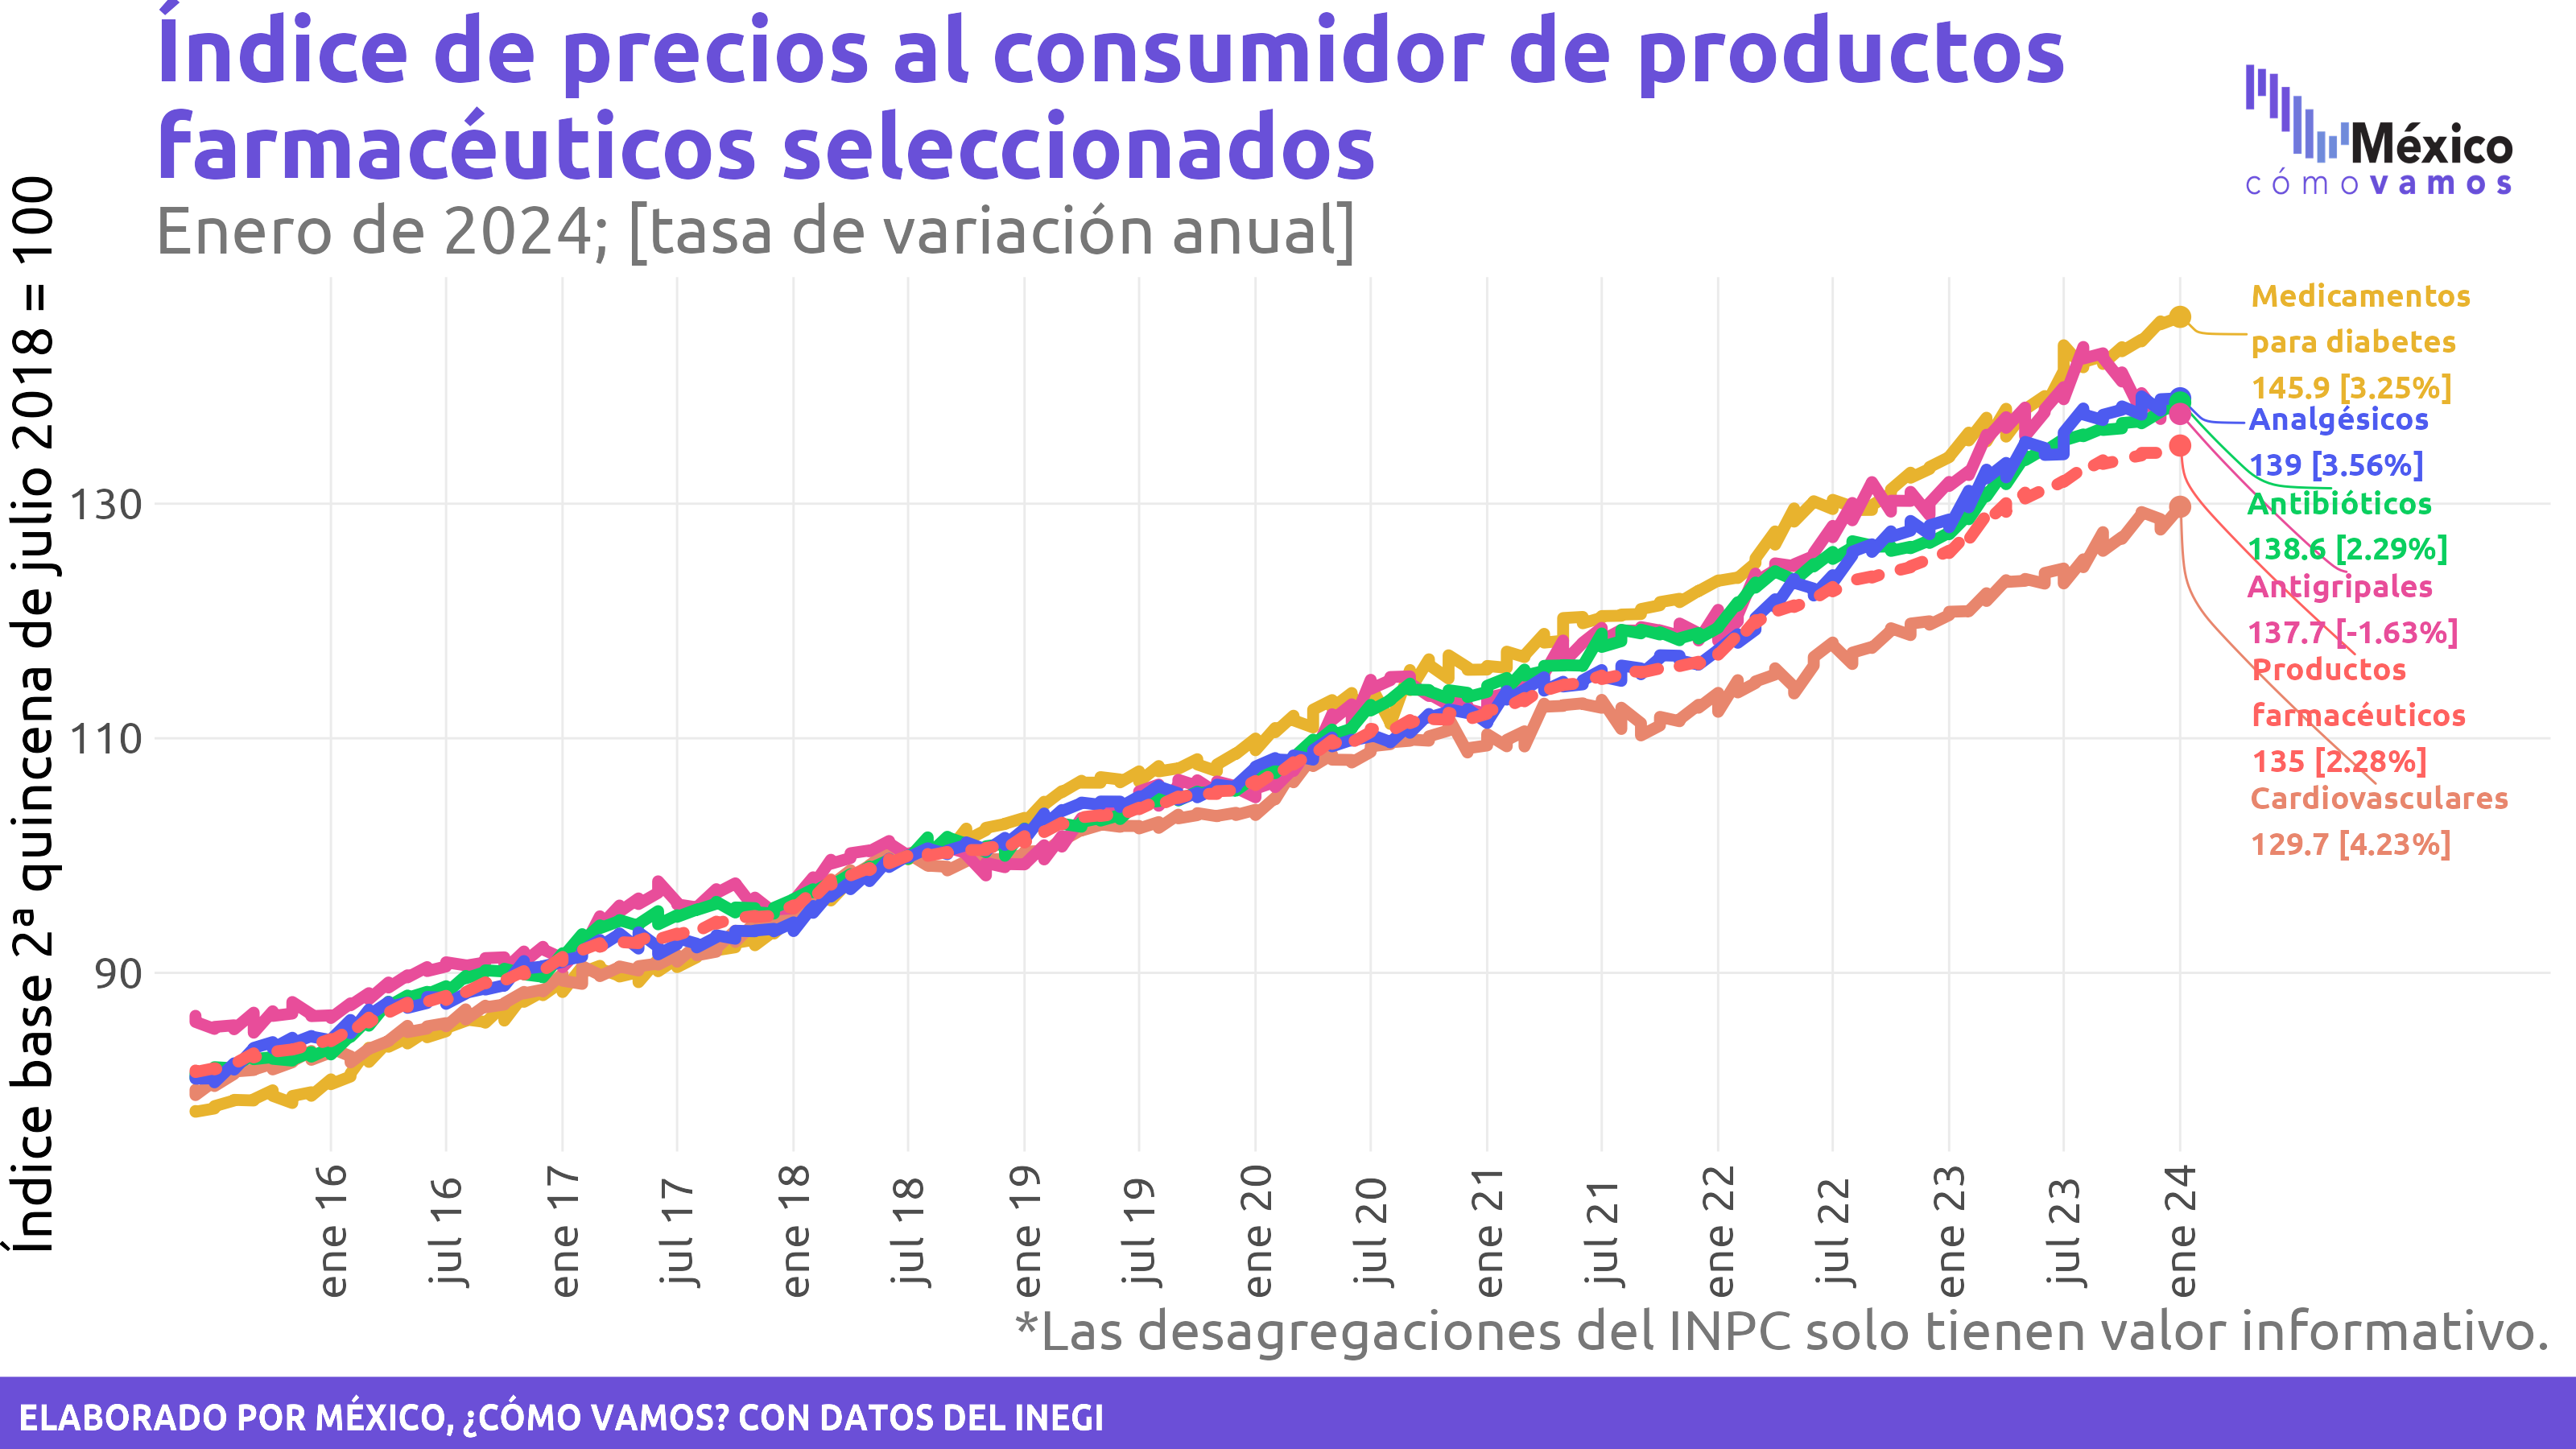 Índice de precios al consumidor de productos
farmacéuticos seleccionados
Enero de 2024; [tasa de variación anual]
México
cómo vamos
Índice base 2ª quincena de julio 2018 = 100
130
110
90
Medicamentos
para diabetes
145.9 [3.25%]
Analgésicos
139 [3.56%]
Antibióticos
138.6 [2.29%]
Antigripales
137.7 [-1.63%]
Productos
farmacéuticos
135 [2.28%]
Cardiovasculares
129.7 [4.23%]
ene 16
jul 16
ene 17
jul 17
ene 18
jul 18
ene 19
jul 19
ene 20
jul 20
ene 21
jul 21
ene 22
jul 22
ene 23
jul 23
ene 24
*Las desagregaciones del INPC solo tienen valor informativo.
ELABORADO POR MÉXICO, ¿CÓMO VAMOS? CON DATOS DEL INEGI